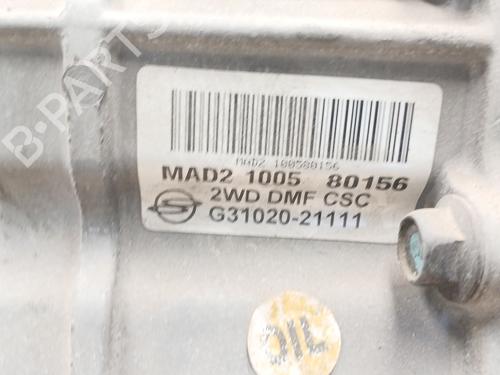 B-PARTS
MAD2 100580156
MAD2 1005 80156
2WD DMF CSC
G31020-21111
OIL